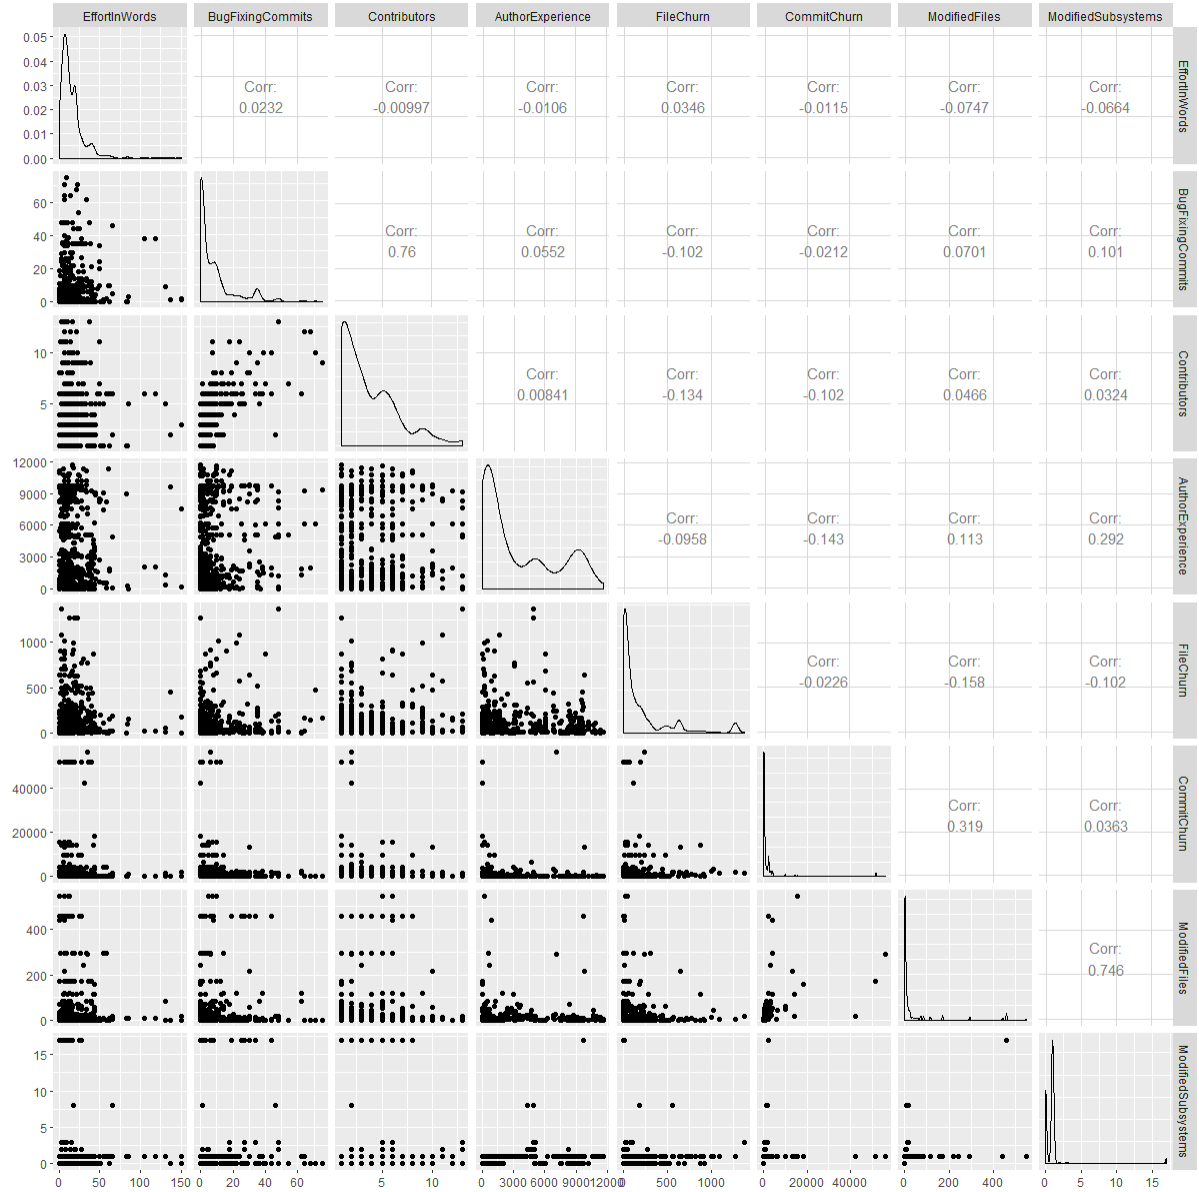 EffortInWords BugFixingCommits Contributors AuthorExperience FileChurn CommitChurn ModifiedFiles ModifiedSubsystems
0.05
0.04
0.03
0.02
0.01
0.00
Corr: Corr: Corr: Corr: Corr: Corr: Corr:
0.0232 -0.00997 -0.0106 0.0346 -0.0115 -0.0747 -0.0664
EffortInWords
60
40
20
0
Corr: Corr: Corr: Corr: Corr: Corr:
0.76 0.0552 -0.102 -0.0212 0.0701 0.101
BugFixingCommits
10
5
Corr: Corr: Corr: Corr: Corr:
0.00841 -0.134 -0.102 0.0466 0.0324
Contributors
12000
9000
6000
3000
0
Corr: Corr: Corr: Corr:
-0.0958 -0.143 0.113 0.292
AuthorExperience
1000
500
0
Corr: Corr: Corr:
-0.0226 -0.158 -0.102
FileChurn
40000
20000
0
Corr: Corr:
0.319 0.0363
CommitChurn
400
200
0
Corr:
0.746
ModifiedFiles
15
10
5
0
ModifiedSubsystems
0 50 100 150 0 20 40 60 5 10 0 3000 6000 9000 12000 0 500 1000 0 20000 40000 0 200 400 0 5 10 15